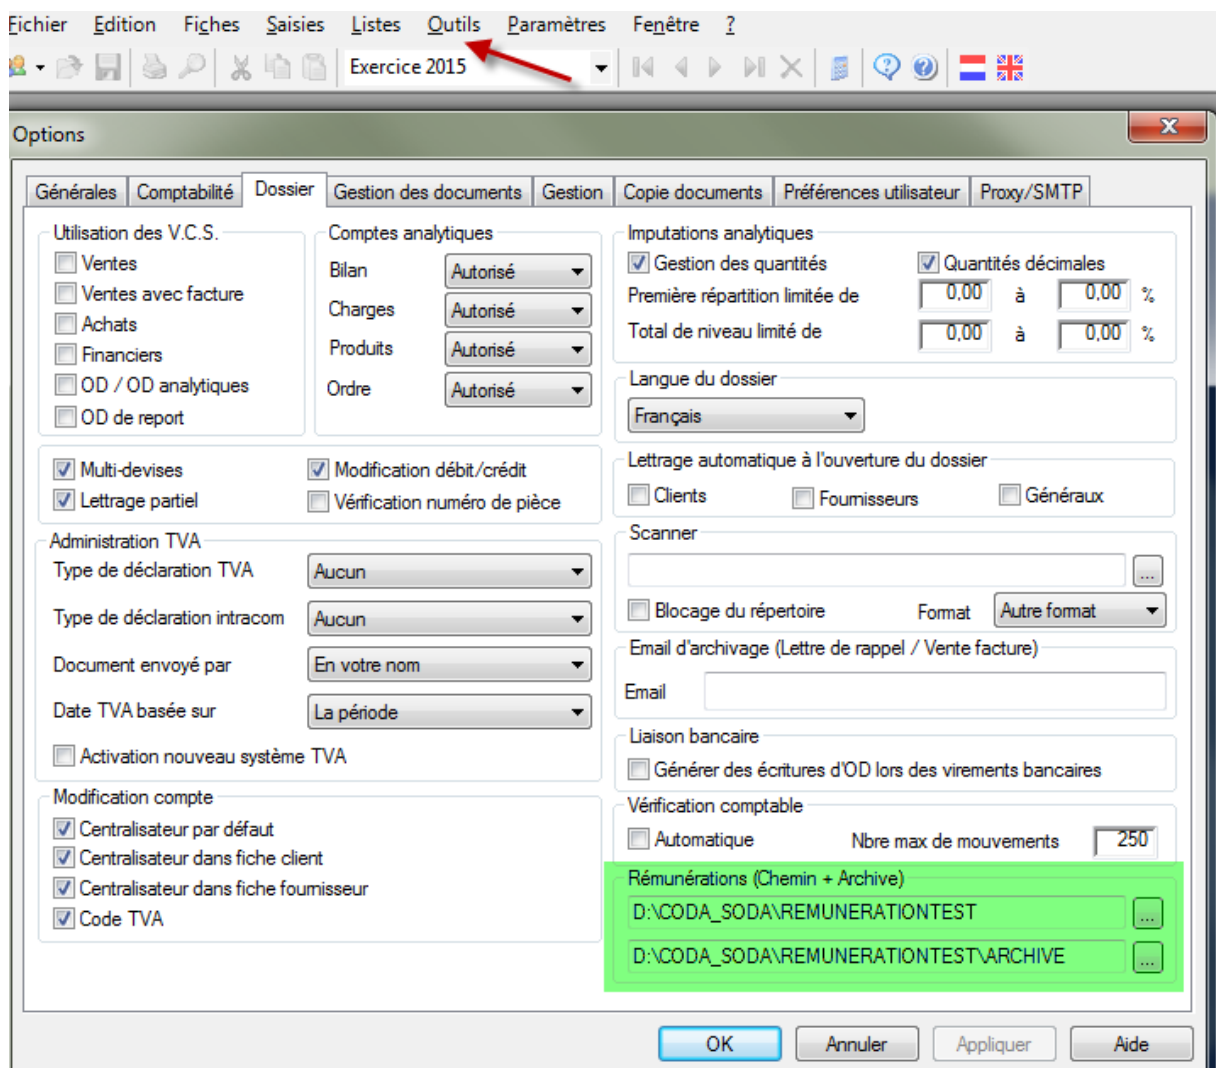 Fichier Edition Fiches Saisies Listes Outils Paramètres Fenêtre ?
Exercice 2015
Options
Générales Comptabilité Dossier Gestion des documents Gestion Copie documents Préférences utilisateur Proxy/SMTP
Utilisation des V.C.S.
Ventes
Ventes avec facture
Achats
Financiers
OD / OD analytiques
OD de report
Comptes analytiques
Bilan Autorisé
Charges Autorisé
Produits Autorisé
Ordre Autorisé
Multi-devises Modification débit/crédit
Lettrage partiel Vérification numéro de pièce
Administration TVA
Type de déclaration TVA Aucun
Type de déclaration intracom Aucun
Document envoyé par En votre nom
Date TVA basée sur La période
Activation nouveau système TVA
Modification compte
Centralisateur par défaut
Centralisateur dans fiche client
Centralisateur dans fiche fournisseur
Code TVA
Imputations analytiques
Gestion des quantités Quantités décimales
Première répartition limitée de 0,00 à 0,00 %
Total de niveau limité de 0,00 à 0,00 %
Langue du dossier
Français
Lettrage automatique à l'ouverture du dossier
Clients Fournisseurs Généraux
Scanner
...
Blocage du répertoire Format Autre format
Email d'archivage (Lettre de rappel / Vente facture)
Email
Liaison bancaire
Générer des écritures d'OD lors des virements bancaires
Vérification comptable
Automatique Nbre max de mouvements 250
Rémunérations (Chemin + Archive)
D:\CODA_SODA\REMUNERATIONTEST ...
D:\CODA_SODA\REMUNERATIONTEST\ARCHIVE ...
OK Annuler Appliquer Aide